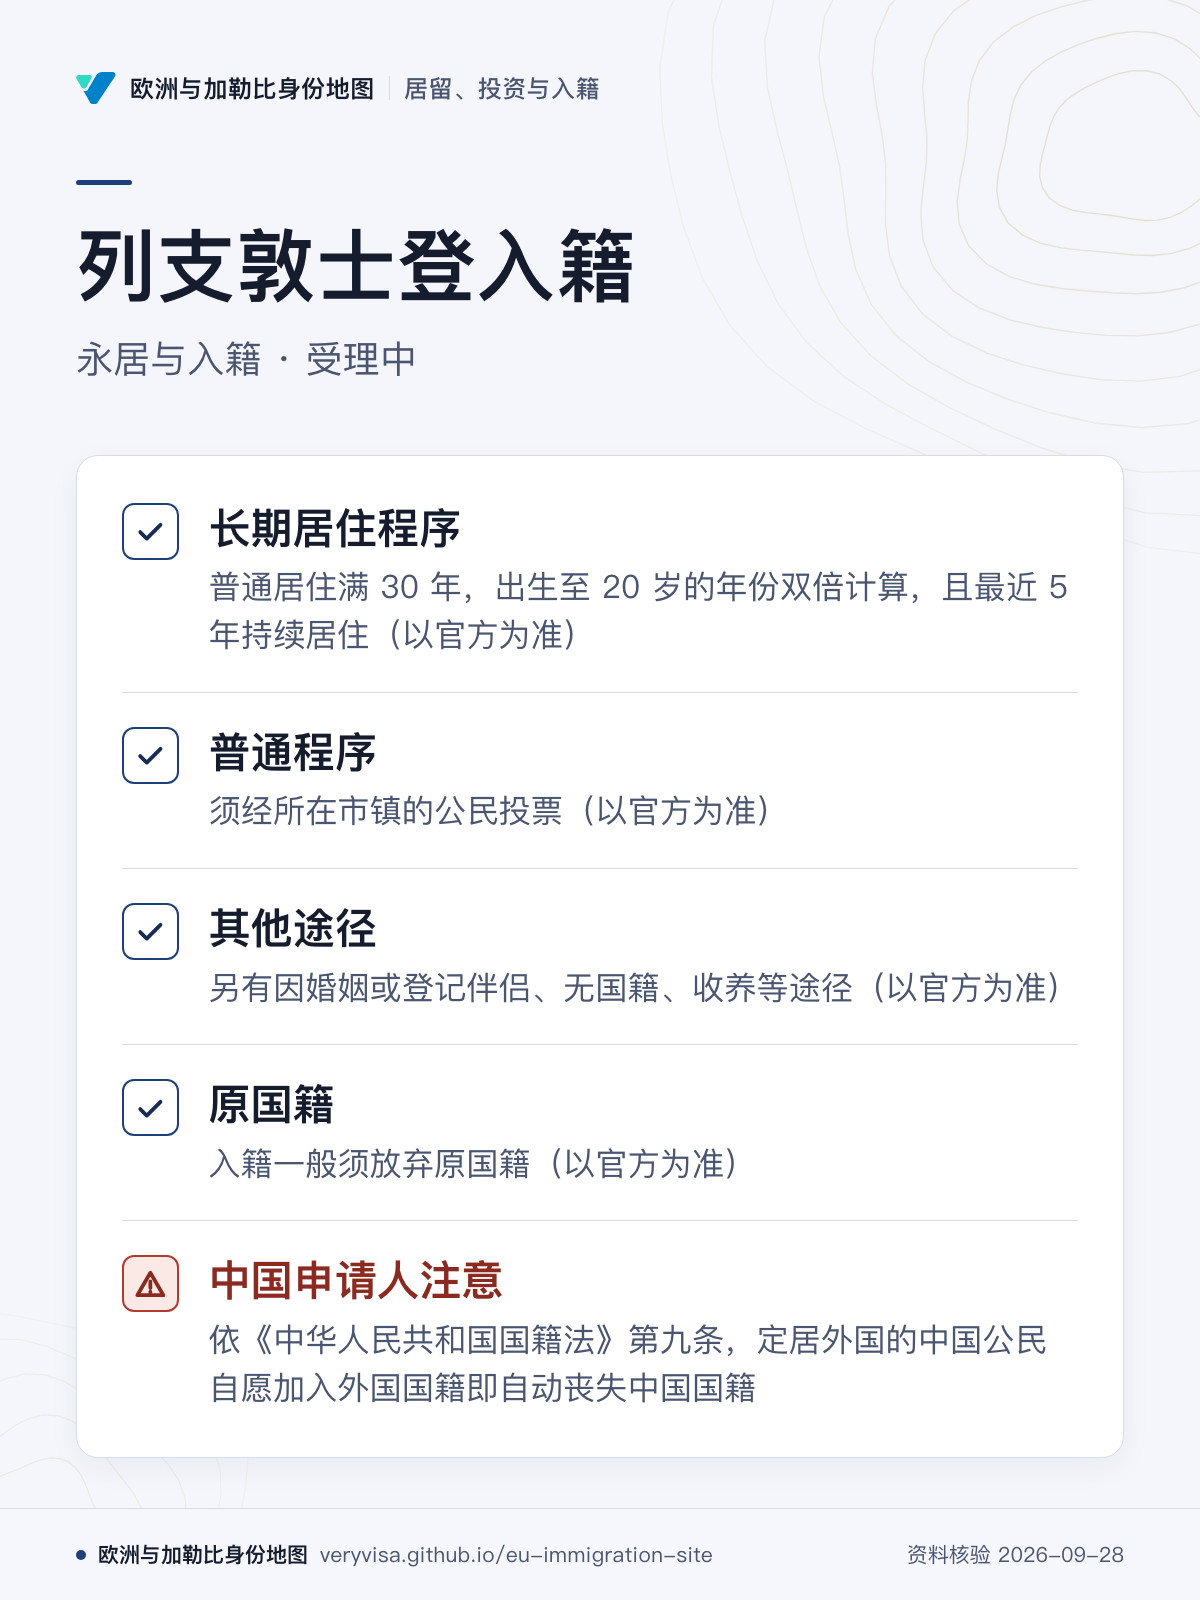 欧洲与加勒比身份地图 居留、投资与入籍
列支敦士登入籍
永居与入籍 · 受理中
长期居住程序
普通居住满 30 年，出生至 20 岁的年份双倍计算，且最近 5
年持续居住（以官方为准）
普通程序
须经所在市镇的公民投票（以官方为准）
其他途径
另有因婚姻或登记伴侣、无国籍、收养等途径（以官方为准）
原国籍
入籍一般须放弃原国籍（以官方为准）
中国申请人注意
依《中华人民共和国国籍法》第九条，定居外国的中国公民
自愿加入外国国籍即自动丧失中国国籍
欧洲与加勒比身份地图 veryvisa.github.io/eu-immigration-site 资料核验 2026-09-28